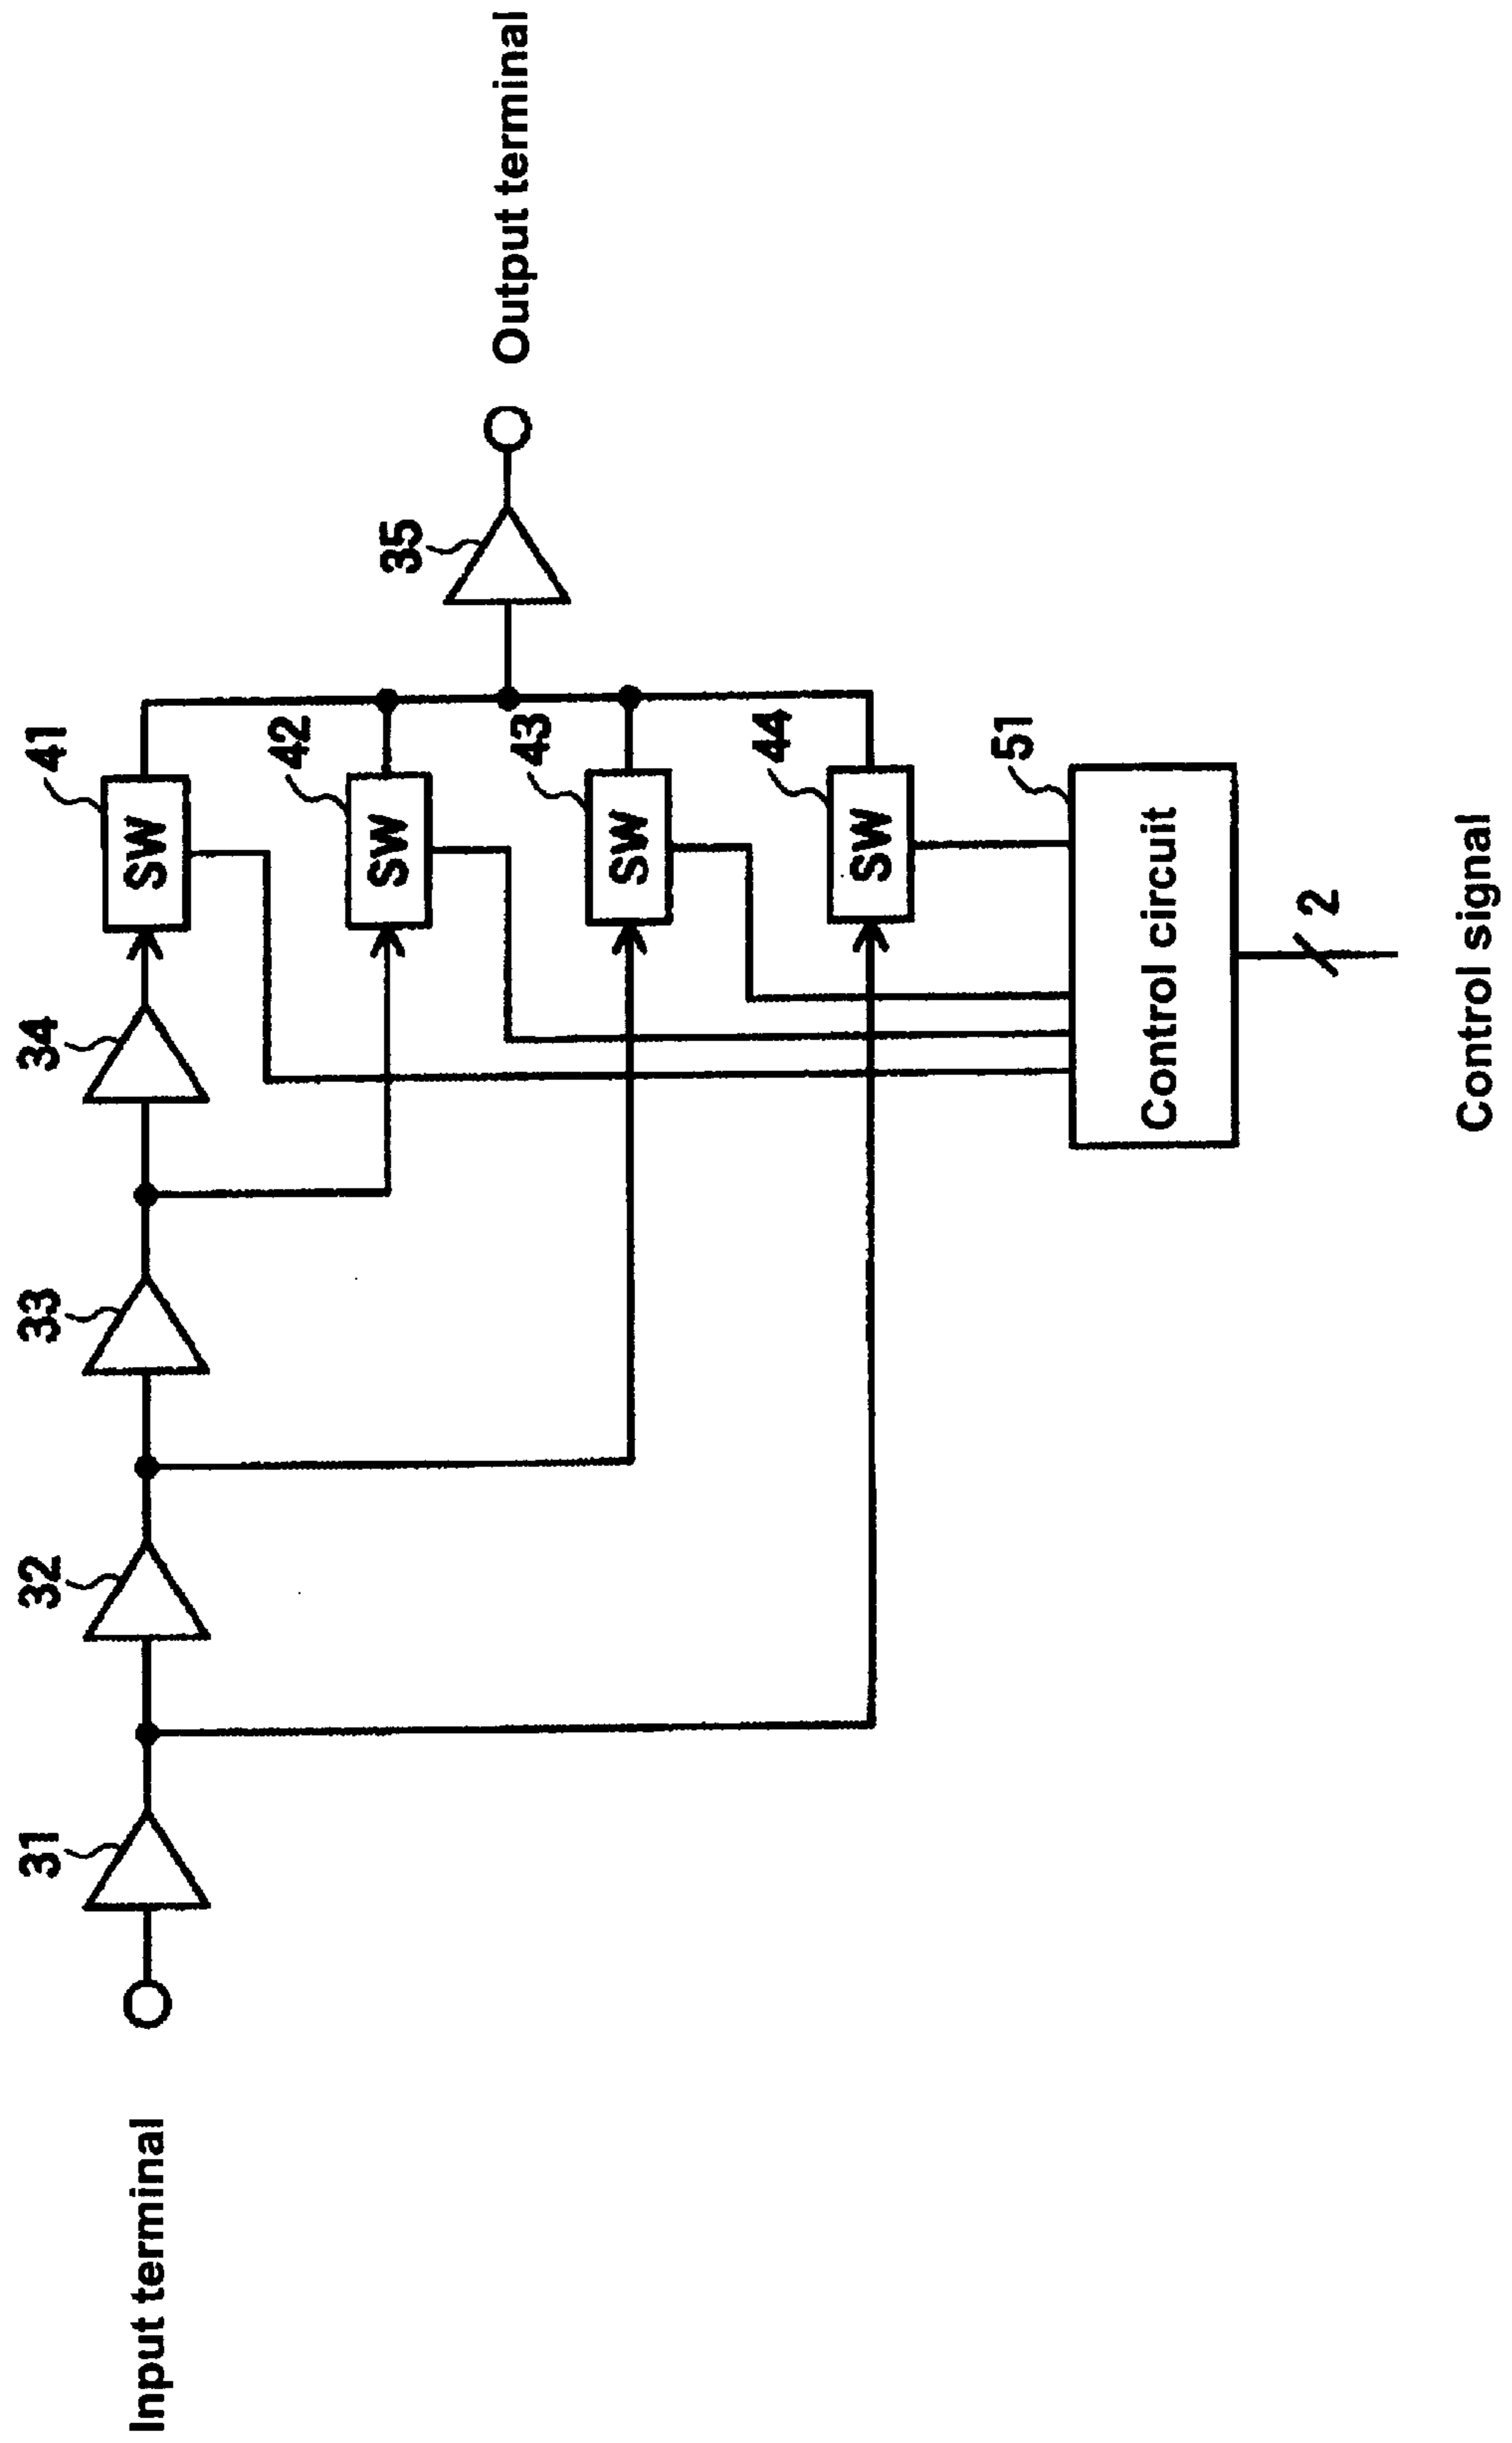 Input terminal
31
32
33
34
41
SW
42
SW
43
SW
44
SW
35
Output terminal
51
Control circuit
2
Control signal